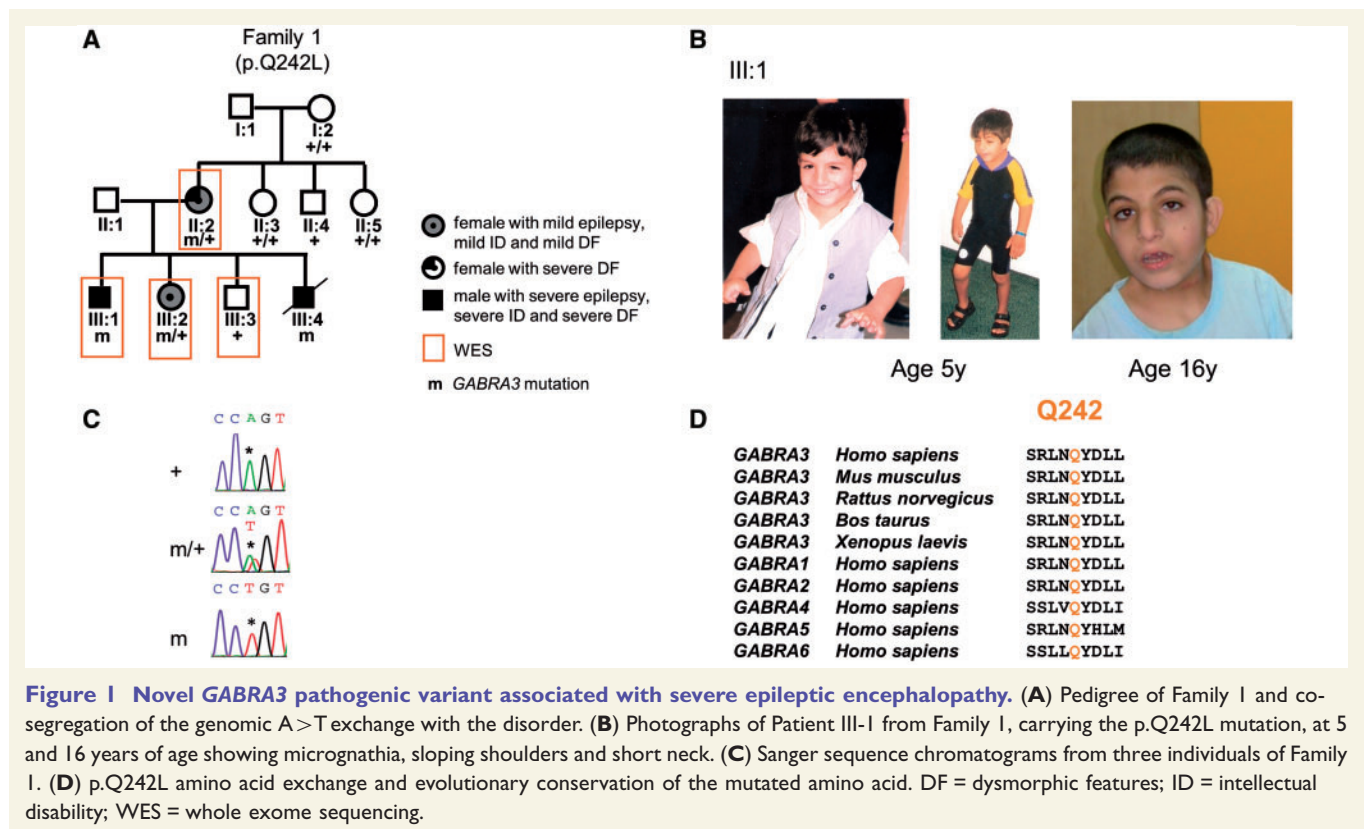 A
Family 1
(p.Q242L)
I:1
I:2
+/+
II:1
II:2
m/+
II:3
+/+
II:4
+
II:5
+/+
III:1
m
III:2
m/+
III:3
+
III:4
m
female with mild epilepsy,
mild ID and mild DF
female with severe DF
male with severe epilepsy,
severe ID and severe DF
WES
m GABRA3 mutation
B
III:1
Age 5y
Age 16y
C
C C A G T
*
+
C C A G T
T
*
m/+
C C T G T
*
m
D
Q242
GABRA3 Homo sapiens SRLNQYDLL
GABRA3 Mus musculus SRLNQYDLL
GABRA3 Rattus norvegicus SRLNQYDLL
GABRA3 Bos taurus SRLNQYDLL
GABRA3 Xenopus laevis SRLNQYDLL
GABRA1 Homo sapiens SRLNQYDLL
GABRA2 Homo sapiens SRLNQYDLL
GABRA4 Homo sapiens SSLVQYDLI
GABRA5 Homo sapiens SRLNQYHLM
GABRA6 Homo sapiens SSLLQYDLI
Figure 1 Novel GABRA3 pathogenic variant associated with severe epileptic encephalopathy. (A) Pedigree of Family 1 and co-
segregation of the genomic A>T exchange with the disorder. (B) Photographs of Patient III-1 from Family 1, carrying the p.Q242L mutation, at 5
and 16 years of age showing micrognathia, sloping shoulders and short neck. (C) Sanger sequence chromatograms from three individuals of Family
1. (D) p.Q242L amino acid exchange and evolutionary conservation of the mutated amino acid. DF = dysmorphic features; ID = intellectual
disability; WES = whole exome sequencing.